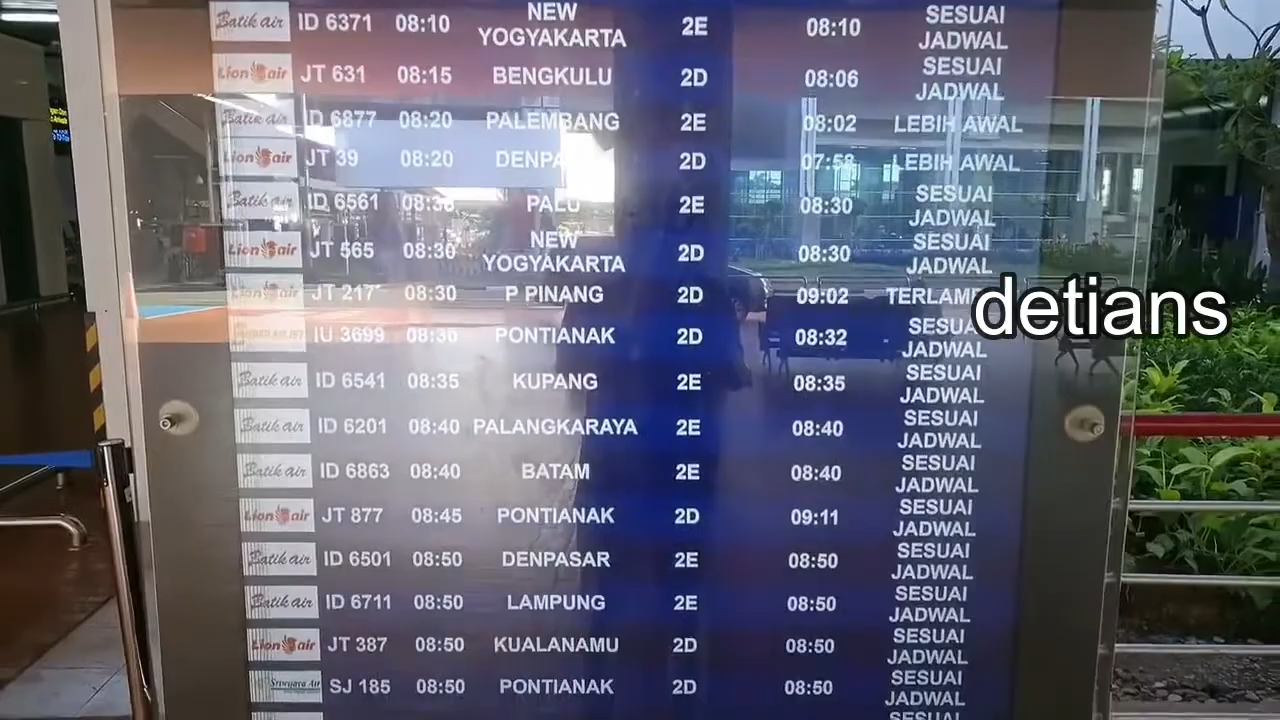 Batik air ID 6371 08:10 NEW YOGYAKARTA 2E 08:10 SESUAI JADWAL
Lion air JT 631 08:15 BENGKULU 2D 08:06 SESUAI JADWAL
Batik air ID 6877 08:20 PALEMBANG 2E 08:02 LEBIH AWAL
Lion air JT 39 08:20 2D 07:58 LEBIH AWAL
Batik air ID 6561 PALU 2E 08:30 SESUAI JADWAL
Lion air JT 565 08:30 NEW YOGYAKARTA 2D 08:30 SESUAI JADWAL
Lion air JT 217 08:30 P PINANG 2D 09:02
detians
IU 3699 PONTIANAK 2D 08:32 SESUAI JADWAL
Batik air ID 6541 08:35 KUPANG 2E 08:35 SESUAI JADWAL
Batik air ID 6201 08:40 PALANGKARAYA 2E 08:40 SESUAI JADWAL
Batik air ID 6863 08:40 BATAM 2E 08:40 SESUAI JADWAL
Lion air JT 877 08:45 PONTIANAK 2D 09:11 SESUAI JADWAL
Batik air ID 6501 08:50 DENPASAR 2E 08:50 SESUAI JADWAL
Batik air ID 6711 08:50 LAMPUNG 2E 08:50 SESUAI JADWAL
Lion air JT 387 08:50 KUALANAMU 2D 08:50 SESUAI JADWAL
Sriwijaya Air SJ 185 08:50 PONTIANAK 2D 08:50 SESUAI JADWAL